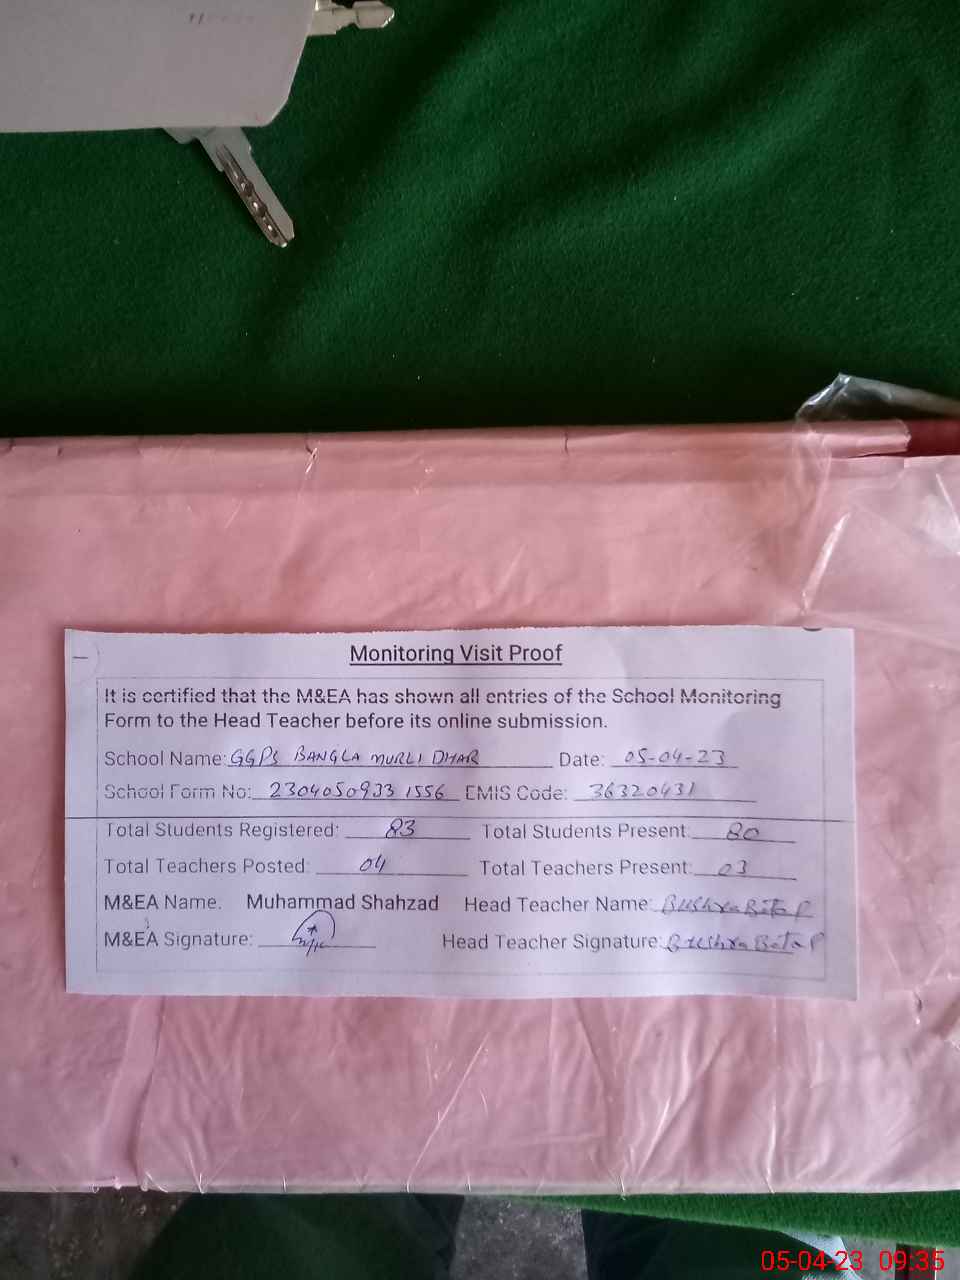 Monitoring Visit Proof
It is certified that the M&EA has shown all entries of the School Monitoring
Form to the Head Teacher before its online submission.
School Name: GGPS BANGLA MURLI DHAR Date: 05-04-23
School Form No: 2304050933 1556 EMIS Code: 36320431
Total Students Registered: 83 Total Students Present: 80
Total Teachers Posted: 04 Total Teachers Present: 03
M&EA Name. Muhammad Shahzad Head Teacher Name: Bushra
M&EA Signature: Head Teacher Signature: Bushra
05-04-23 09:35